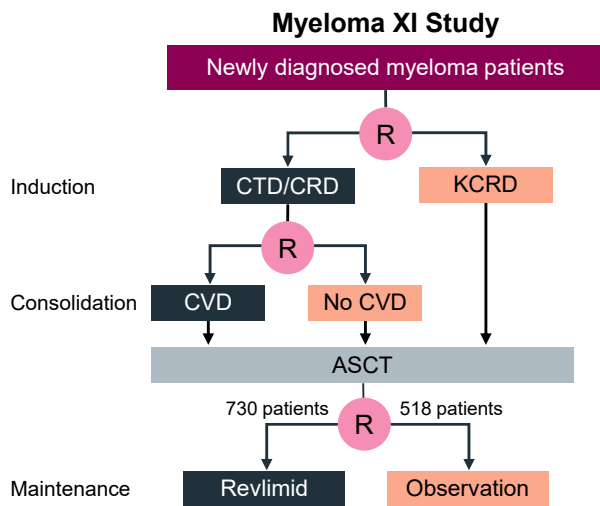 Myeloma XI Study
Newly diagnosed myeloma patients
R
Induction
CTD/CRD
KCRD
R
Consolidation
CVD
No CVD
ASCT
730 patients
R
518 patients
Maintenance
Revlimid
Observation